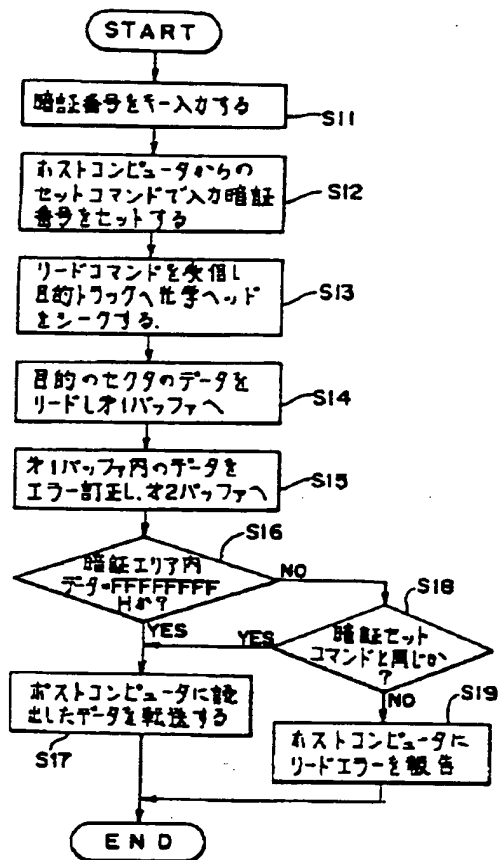 START
暗証番号をキー入力する
S11
ホストコンピュータからの
セットコマンドで入力暗証
番号をセットする
S12
リードコマンドを受信し
目的トラックへ光学ヘッド
をシークする.
S13
目的のセクタのデータを
リードしオ1バッファへ
S14
オ1バッファ内のデータを
エラー訂正し、オ2バッファへ
S15
S16
暗証エリア内
データ=FFFFFFFF
Hか?
NO
YES
S18
暗証セット
コマンドと同じか
?
YES
NO
ホストコンピュータに読
出したデータを転送する
S17
S19
ホストコンピュータに
リードエラーを報告
END